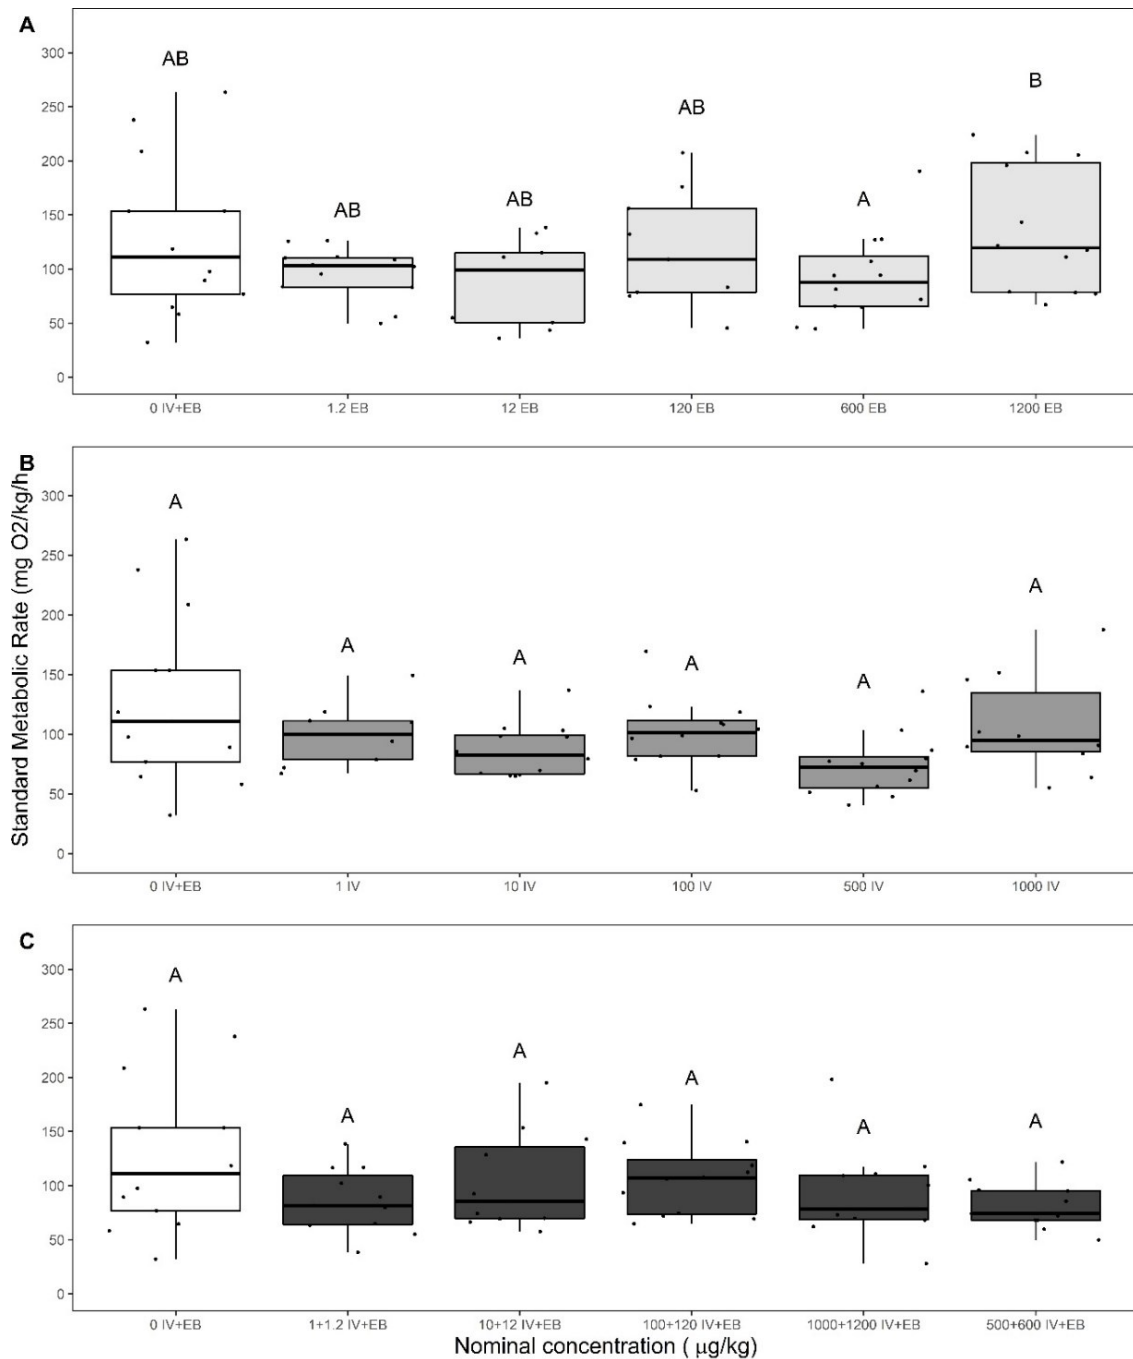 A
300
250
200
150
100
50
0
AB AB AB AB A B
0 IV+EB 1.2 EB 12 EB 120 EB 600 EB 1200 EB
Standard Metabolic Rate (mg O2/kg/h
B
300
250
200
150
100
50
0
A A A A A A
0 IV+EB 1 IV 10 IV 100 IV 500 IV 1000 IV
C
300
250
200
150
100
50
0
A A A A A A
0 IV+EB 1+1.2 IV+EB 10+12 IV+EB 100+120 IV+EB 1000+1200 IV+EB 500+600 IV+EB
Nominal concentration ( μg/kg)